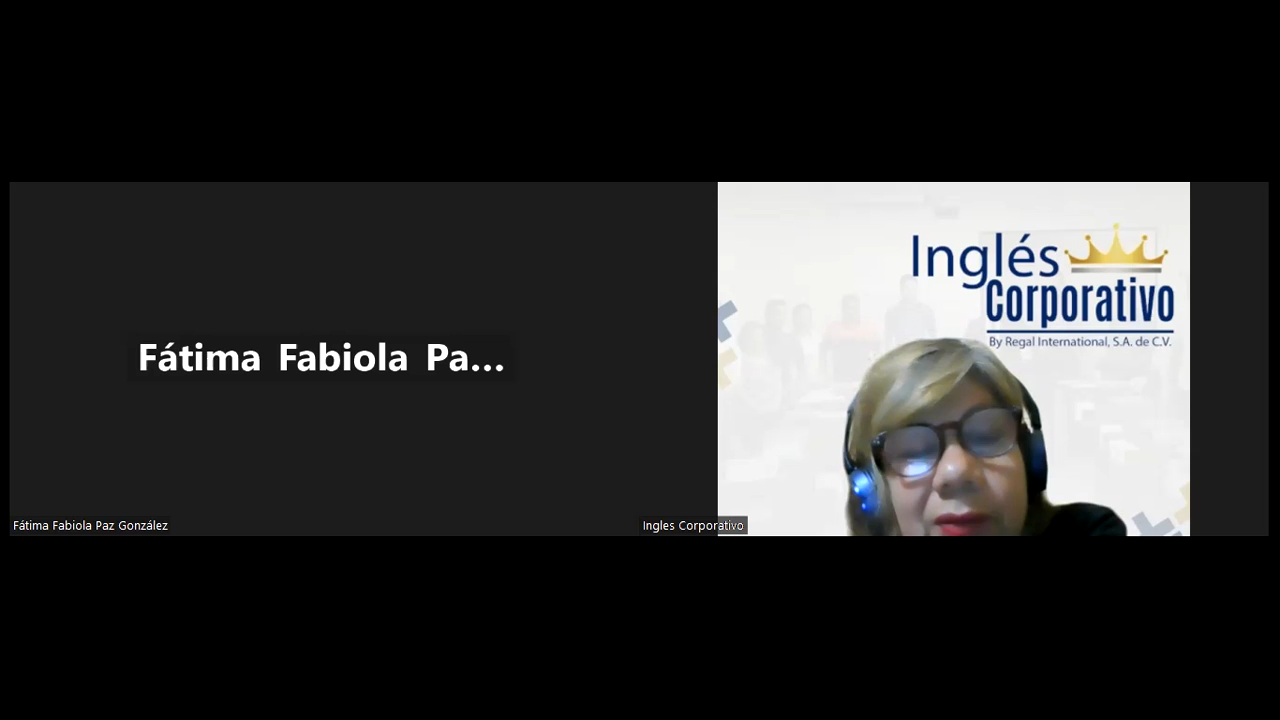 Fátima Fabiola Pa...
Fátima Fabiola Paz González
Inglés
Corporativo
By Regal International, S.A. de C.V.
Ingles Corporativo